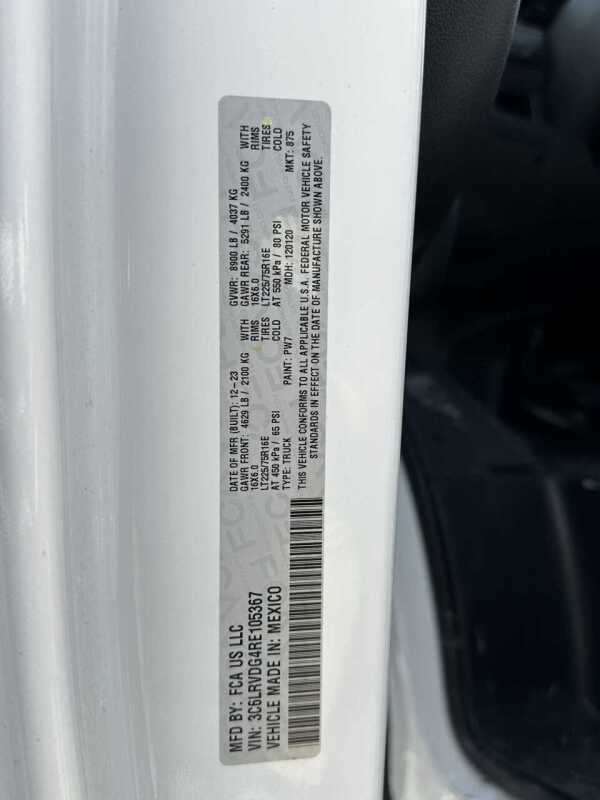 MFD BY: FCA US LLC
VIN: 3C6LRVDG4RE105367
VEHICLE MADE IN: MEXICO
DATE OF MFR (BUILT): 12-23 GVWR: 8900 LB / 4037 KG
GAWR FRONT: 4629 LB / 2100 KG WITH GAWR REAR: 5291 LB / 2400 KG WITH
16X6.0 RIMS 16X6.0 RIMS
LT225/75R16E TIRES LT225/75R16E TIRES
AT 450 kPa / 65 PSI COLD AT 550 kPa / 80 PSI COLD
TYPE: TRUCK PAINT: PW7 MDH: 120120 MKT: 875
THIS VEHICLE CONFORMS TO ALL APPLICABLE U.S.A. FEDERAL MOTOR VEHICLE SAFETY
STANDARDS IN EFFECT ON THE DATE OF MANUFACTURE SHOWN ABOVE.